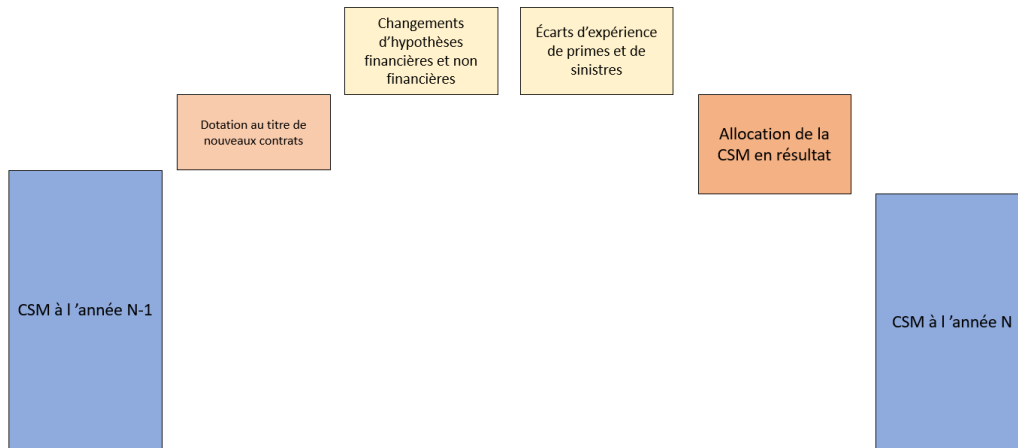 Changements
d'hypothèses
financières et non
financières
Écarts d'expérience
de primes et de
sinistres
Dotation au titre de
nouveaux contrats
Allocation de la
CSM en résultat
CSM à l 'année N-1
CSM à l 'année N